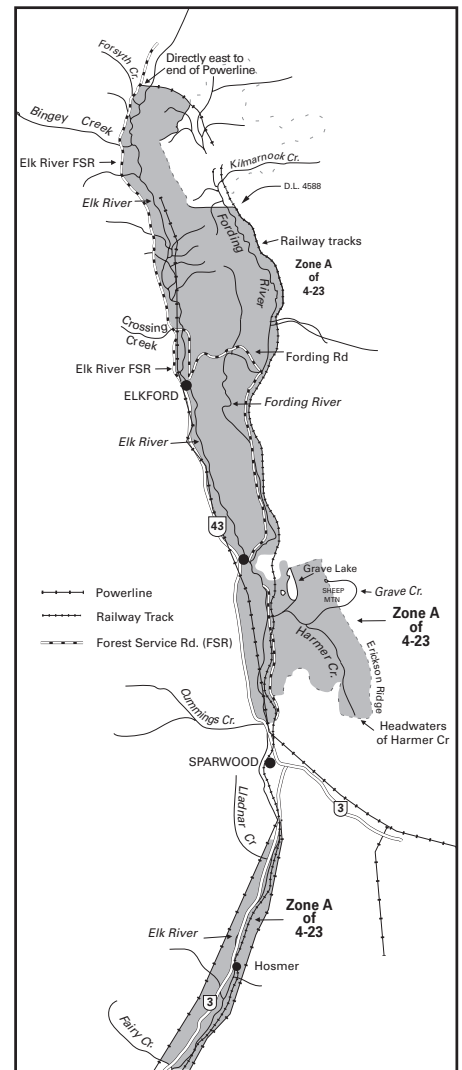 Forsyth Cr.
Directly east to
end of Powerline
Bingey Creek
Elk River FSR
Kilmarnock Cr.
D.L. 4588
Elk River
Fording
River
Railway tracks
Zone A
of
4-23
Crossing
Creek
Fording Rd
Elk River FSR
ELKFORD
Fording River
Elk River
43
Grave Lake
SHEEP
MTN
Grave Cr.
Powerline
Railway Track
Forest Service Rd. (FSR)
Zone A
of
4-23
Harmer Cr.
Erickson Ridge
Headwaters
of Harmer Cr
Cummings Cr.
SPARWOOD
3
Lladnar Cr
Zone A
of
4-23
Elk River
Hosmer
3
Fairy Cr.